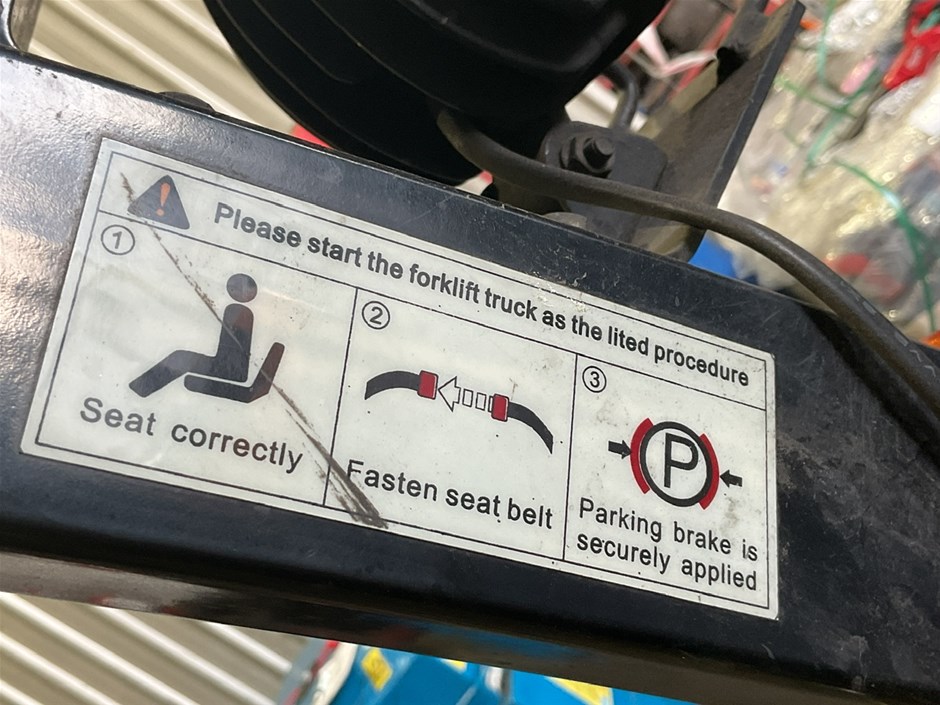 Please start the forklift truck as the lited procedure
1
Seat correctly
2
Fasten seat belt
3
P
Parking brake is
securely applied